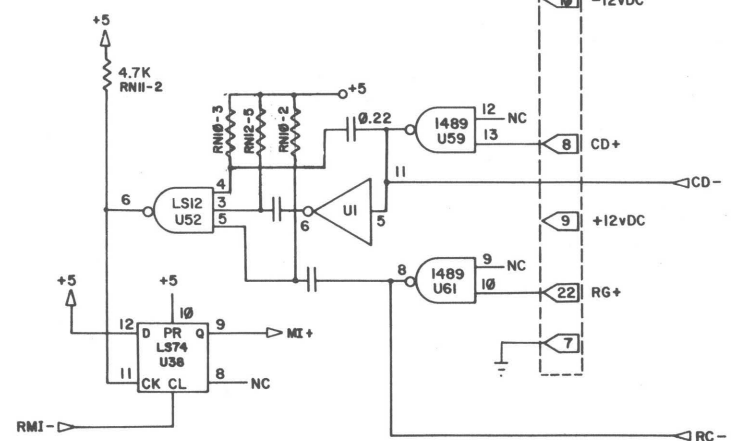 10 -12vDC
+5
4.7K
RN11-2
+5
RN10-3
RN12-5
RN10-2
0.22
1489
U59
12
NC
13
8
CD+
11
CD-
6
LS12
U52
4
3
5
6
U1
5
9
+12vDC
8
1489
U61
9
NC
10
22
RG+
+5
+5
10
12
D PR Q
9
MI+
LS74
U38
7
11
CK CL
8
NC
RMI-
RC-